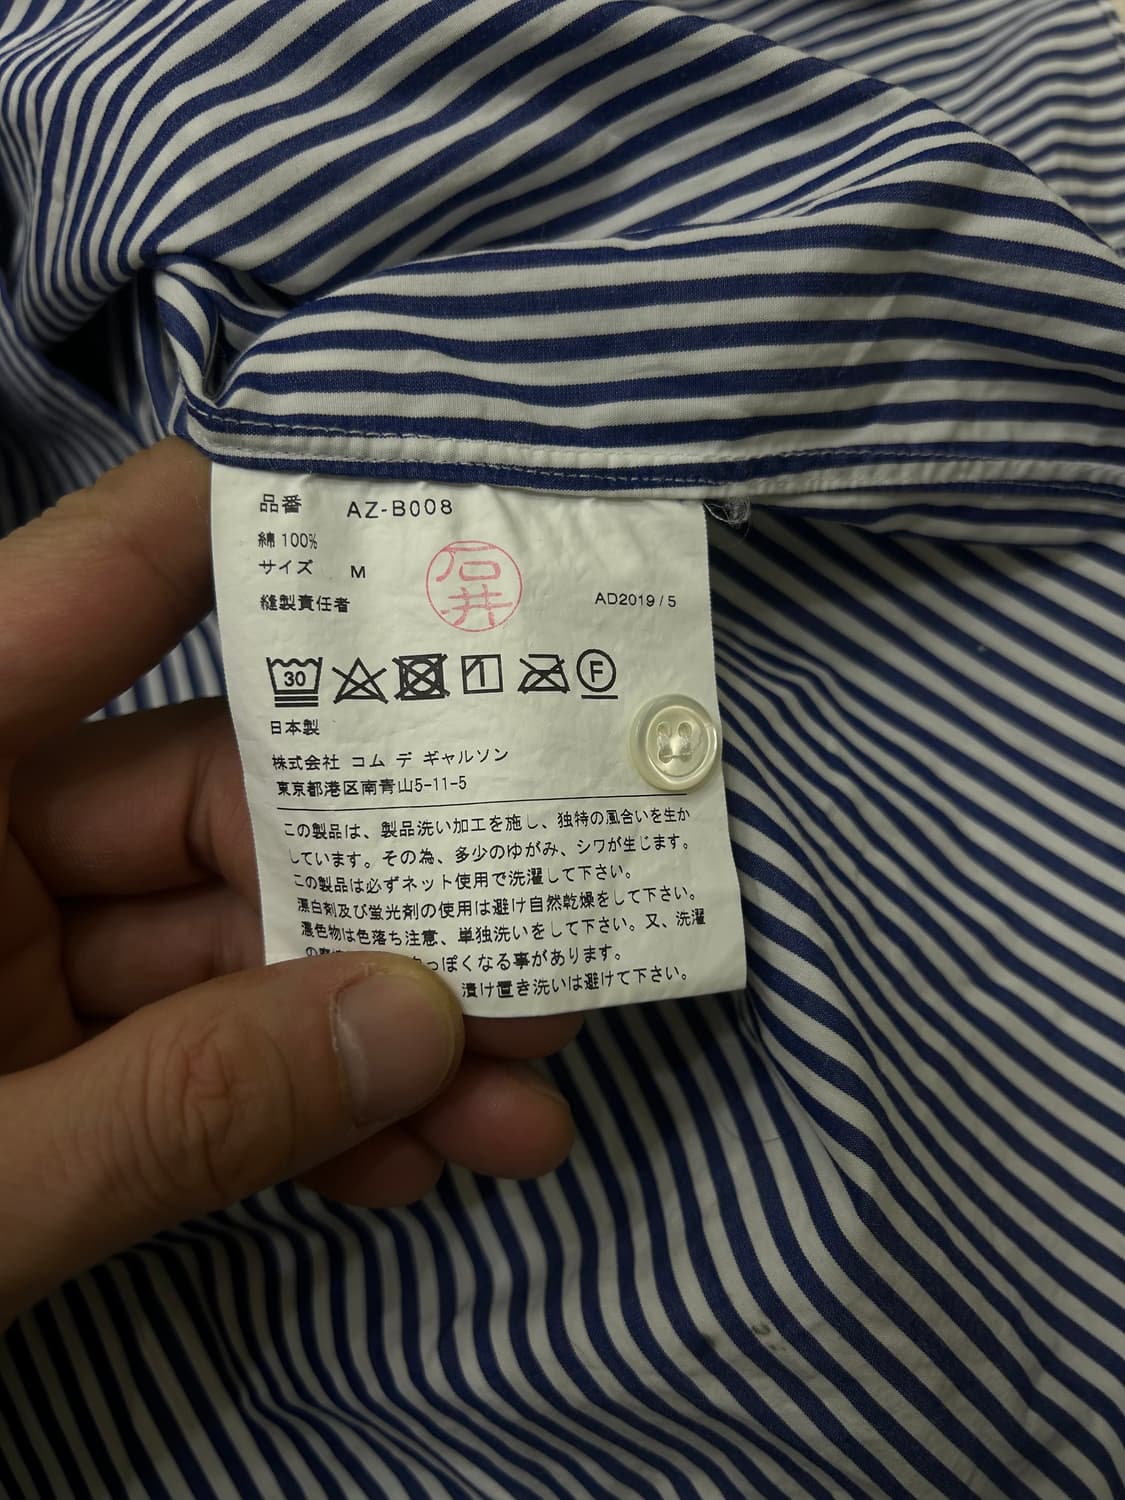 品番 AZ-B008
綿 100%
サイズ M
石井
縫製責任者
AD2019 / 5
30
F
日本製
株式会社 コム デ ギャルソン
東京都港区南青山5-11-5
この製品は、製品洗い加工を施し、独特の風合いを生か
しています。その為、多少のゆがみ、シワが生じます。
この製品は必ずネット使用で洗濯して下さい。
漂白剤及び蛍光剤の使用は避け自然乾燥をして下さい。
濃色物は色落ち注意、単独洗いをして下さい。又、洗濯
の っぽくなる事があります。
漬け置き洗いは避けて下さい。